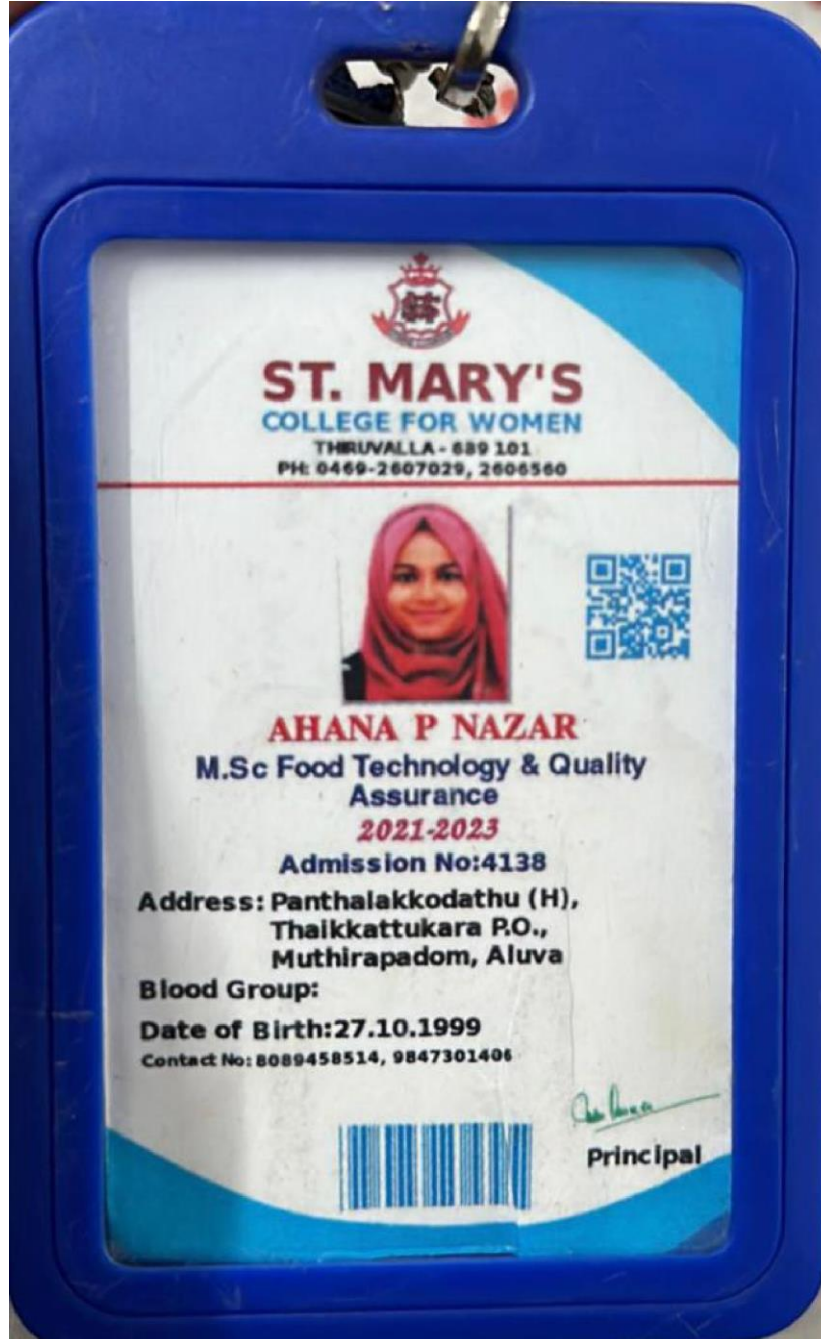 ST. MARY'S
COLLEGE FOR WOMEN
THIRUVALLA - 689 101
PH: 0469-2607029, 2606560
AHANA P NAZAR
M.Sc Food Technology & Quality
Assurance
2021-2023
Admission No:4138
Address: Panthalakkodathu (H),
Thaikkattukara P.O.,
Muthirapadom, Aluva
Blood Group:
Date of Birth:27.10.1999
Contact No: 8089458514, 9847301406
Principal